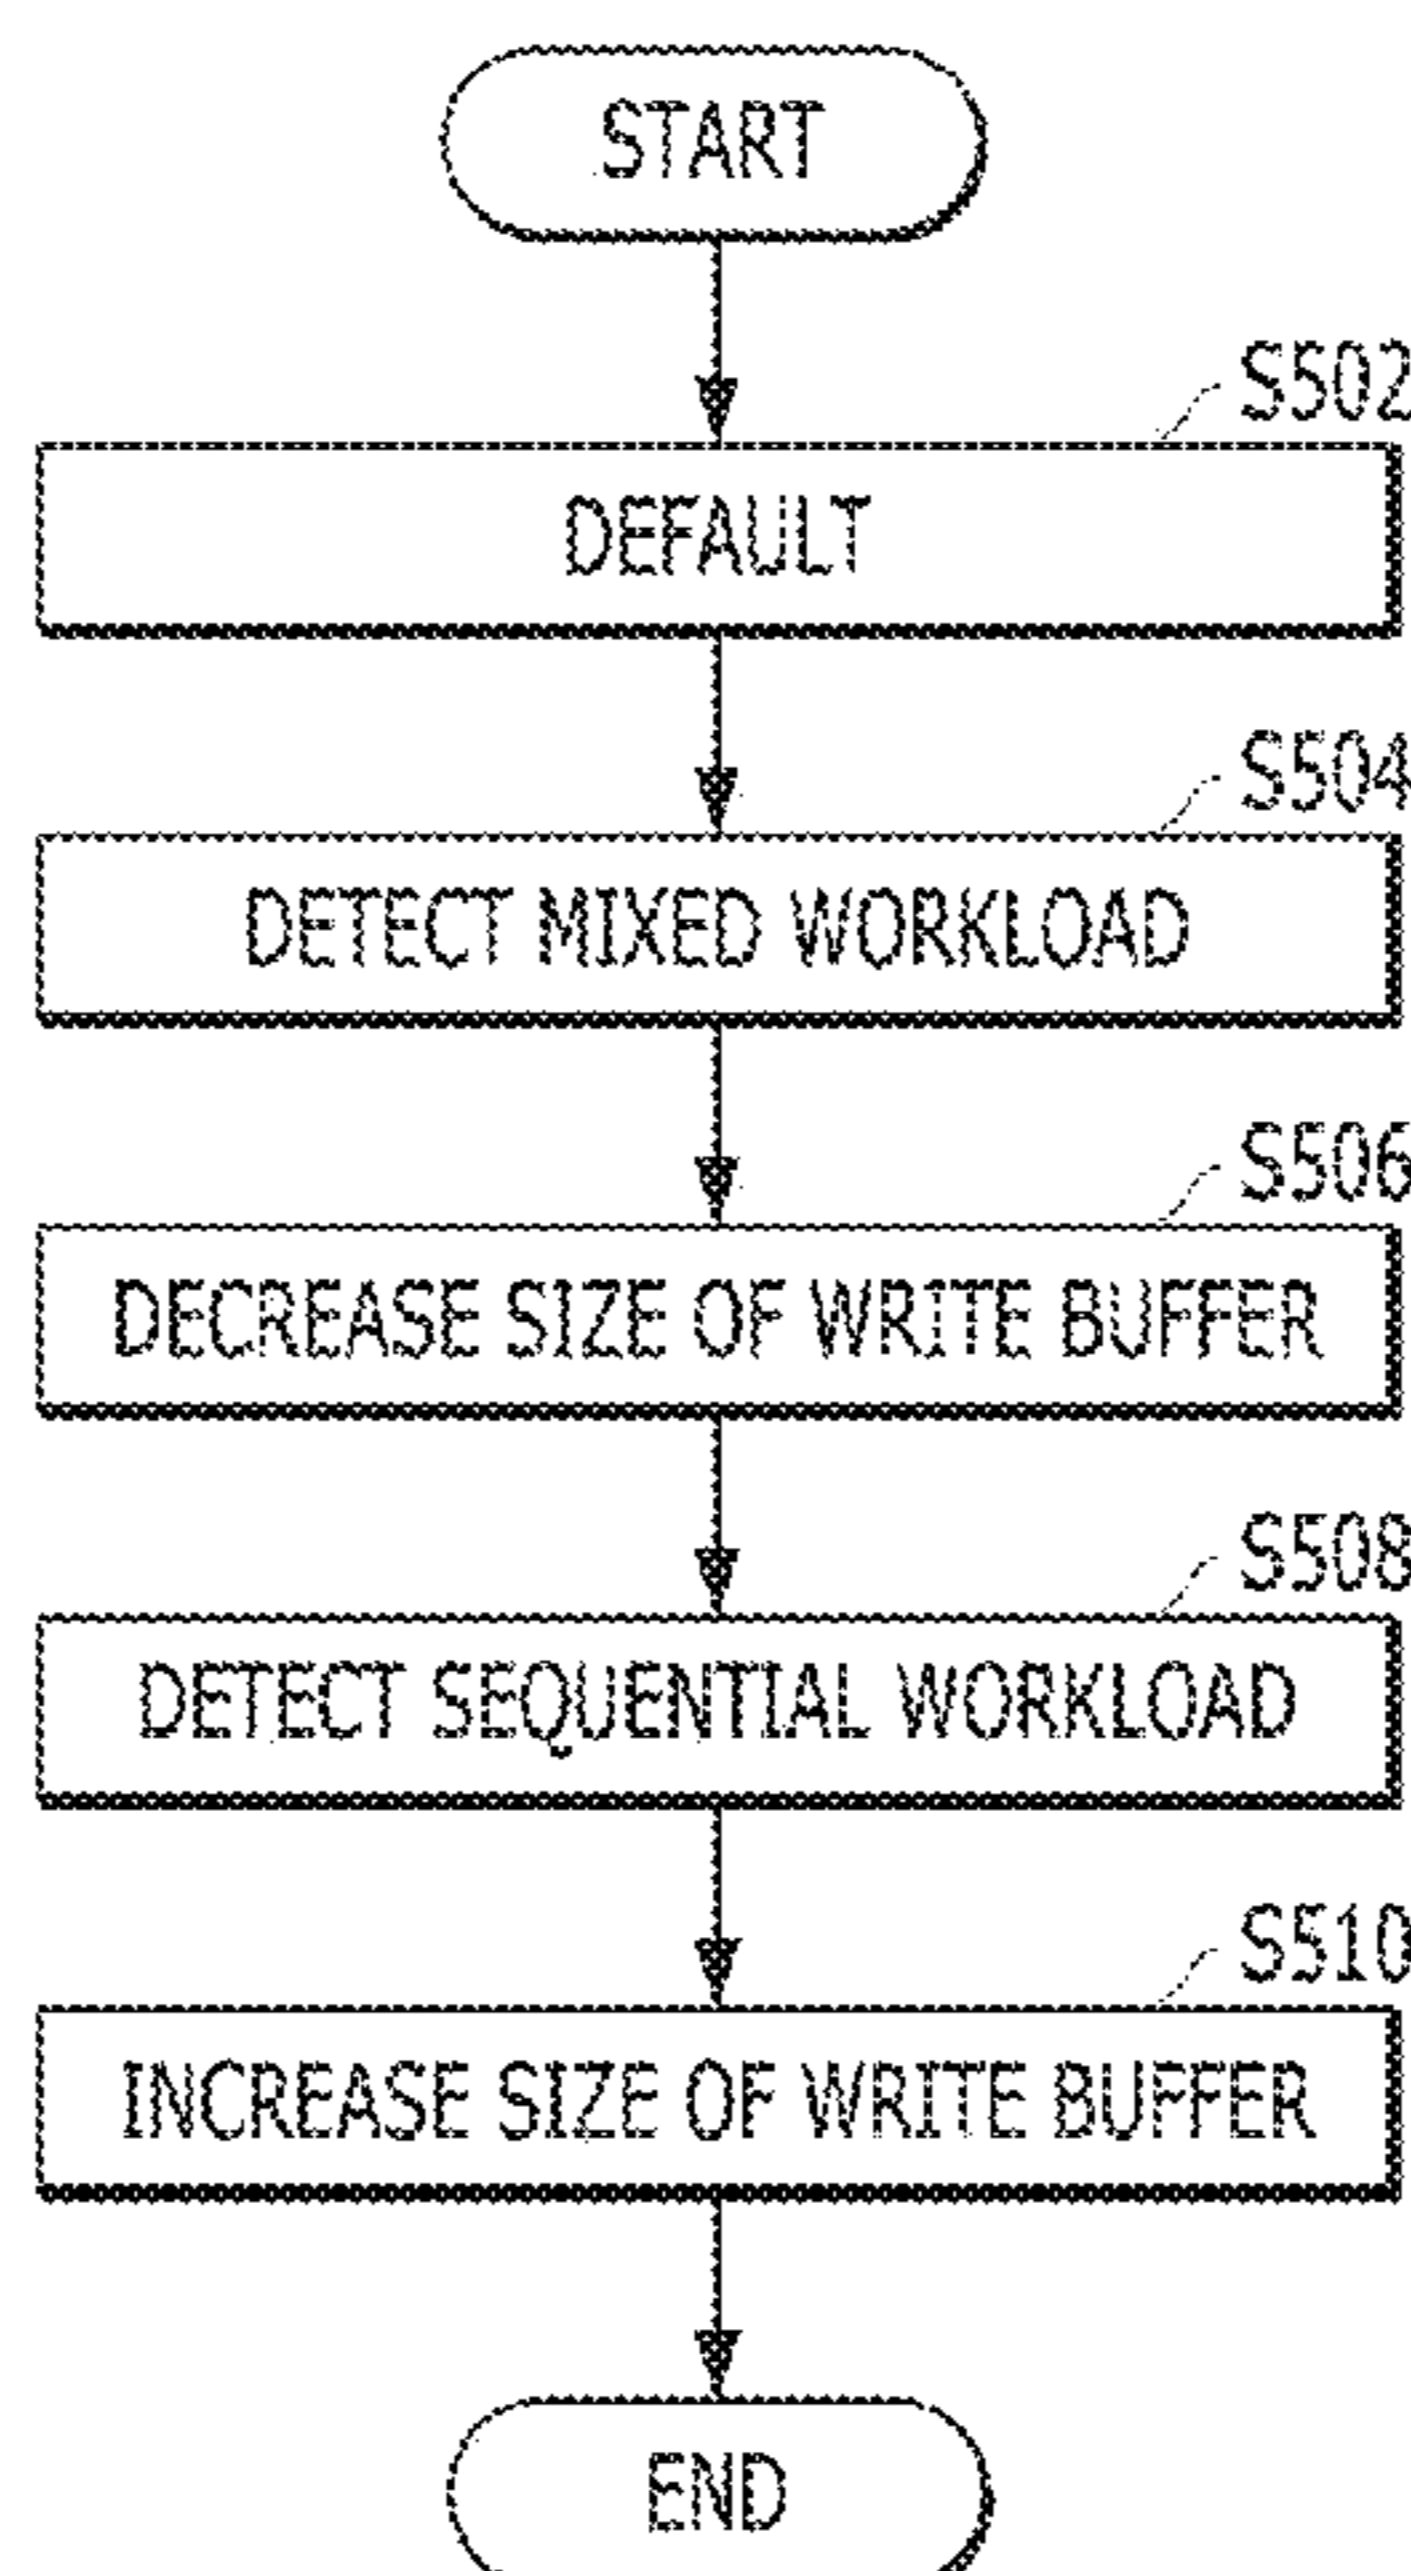 START
S502
DEFAULT
S504
DETECT MIXED WORKLOAD
S506
DECREASE SIZE OF WRITE BUFFER
S508
DETECT SEQUENTIAL WORKLOAD
S510
INCREASE SIZE OF WRITE BUFFER
END